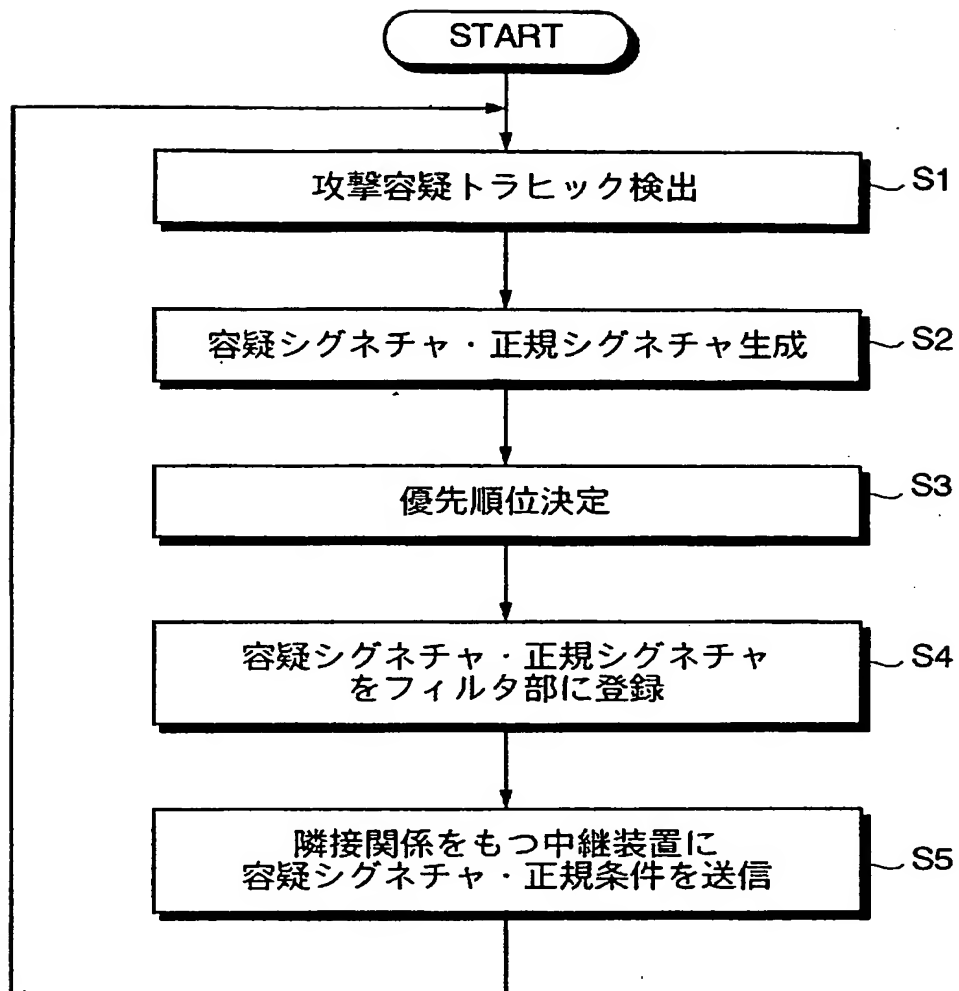 START
攻撃容疑トラヒック検出
S1
容疑シグネチャ・正規シグネチャ生成
S2
優先順位決定
S3
容疑シグネチャ・正規シグネチャ
をフィルタ部に登録
S4
隣接関係をもつ中継装置に
容疑シグネチャ・正規条件を送信
S5